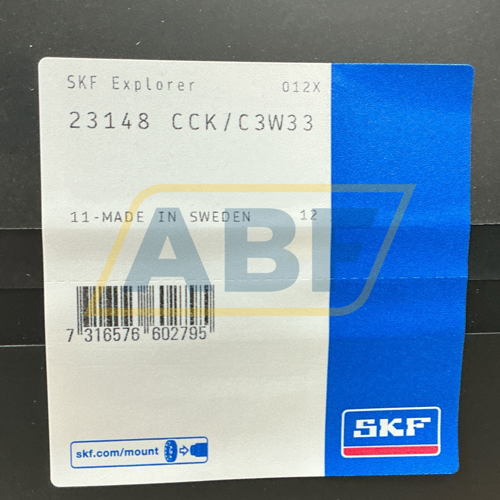 SKF Explorer 012X
23148 CCK/C3W33
11-MADE IN SWEDEN 12
ABF
7 316576 602795
skf.com/mount
SKF